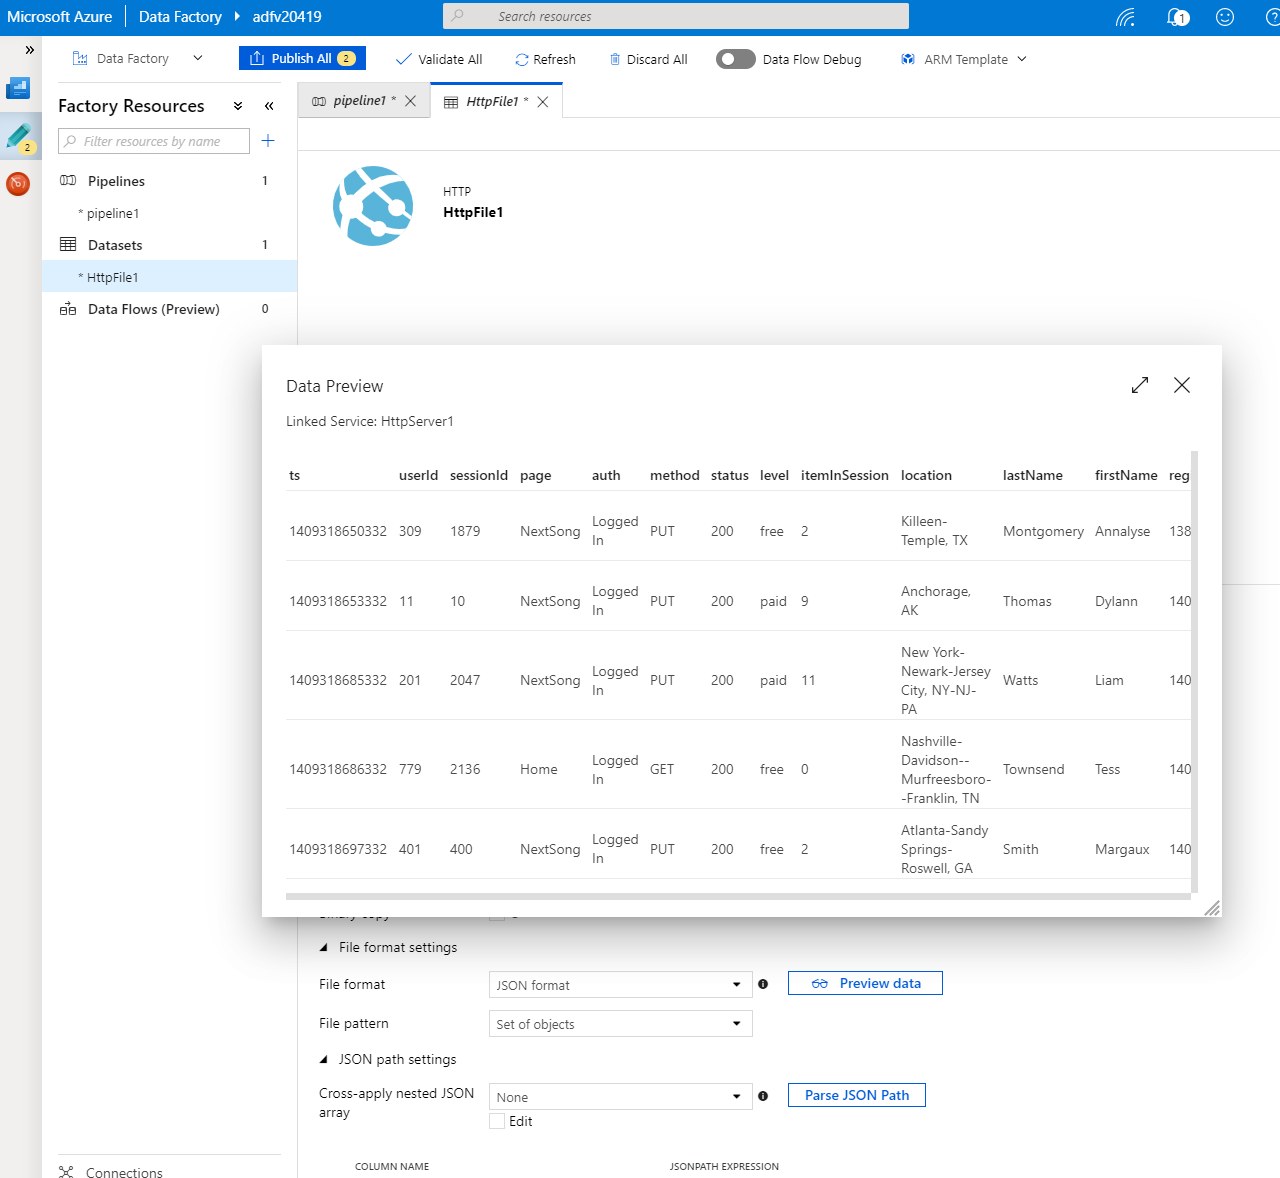 Microsoft Azure Data Factory adfv20419 Search resources 1
Data Factory Publish All 2 Validate All Refresh Discard All Data Flow Debug ARM Template
Factory Resources
pipeline1 *
HttpFile1 *
Filter resources by name
2
Pipelines 1
* pipeline1
Datasets 1
* HttpFile1
Data Flows (Preview) 0
HTTP
HttpFile1
Data Preview
Linked Service: HttpServer1
ts userId sessionId page auth method status level itemInSession location lastName firstName reg
1409318650332 309 1879 NextSong Logged In PUT 200 free 2 Killeen-Temple, TX Montgomery Annalyse 138
1409318653332 11 10 NextSong Logged In PUT 200 paid 9 Anchorage, AK Thomas Dylann 140
1409318685332 201 2047 NextSong Logged In PUT 200 paid 11 New York-Newark-Jersey City, NY-NJ-PA Watts Liam 140
1409318686332 779 2136 Home Logged In GET 200 free 0 Nashville-Davidson--Murfreesboro--Franklin, TN Townsend Tess 140
1409318697332 401 400 NextSong Logged In PUT 200 free 2 Atlanta-Sandy Springs-Roswell, GA Smith Margaux 140
File format settings
File format JSON format Preview data
File pattern Set of objects
JSON path settings
Cross-apply nested JSON array None Parse JSON Path
Edit
COLUMN NAME JSONPATH EXPRESSION
Connections